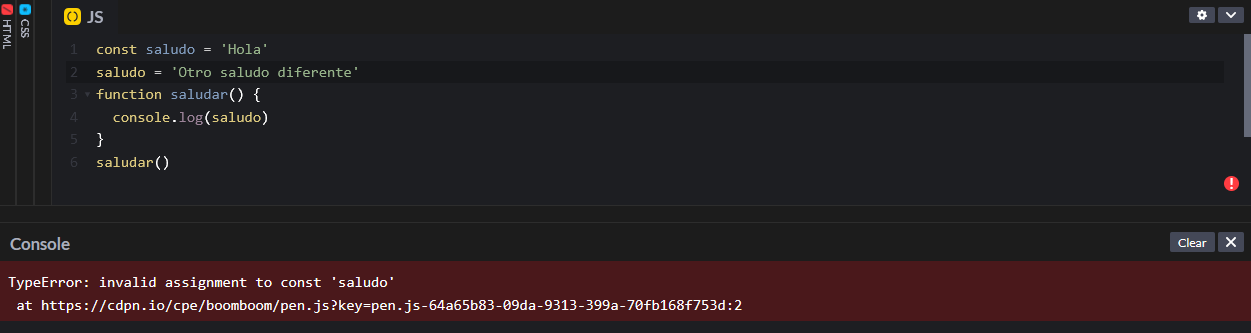 HTML
CSS
JS
1 const saludo = 'Hola'
2 saludo = 'Otro saludo diferente'
3 function saludar() {
4 console.log(saludo)
5 }
6 saludar()
Console
Clear
TypeError: invalid assignment to const 'saludo'
at https://cdpn.io/cpe/boomboom/pen.js?key=pen.js-64a65b83-09da-9313-399a-70fb168f753d:2